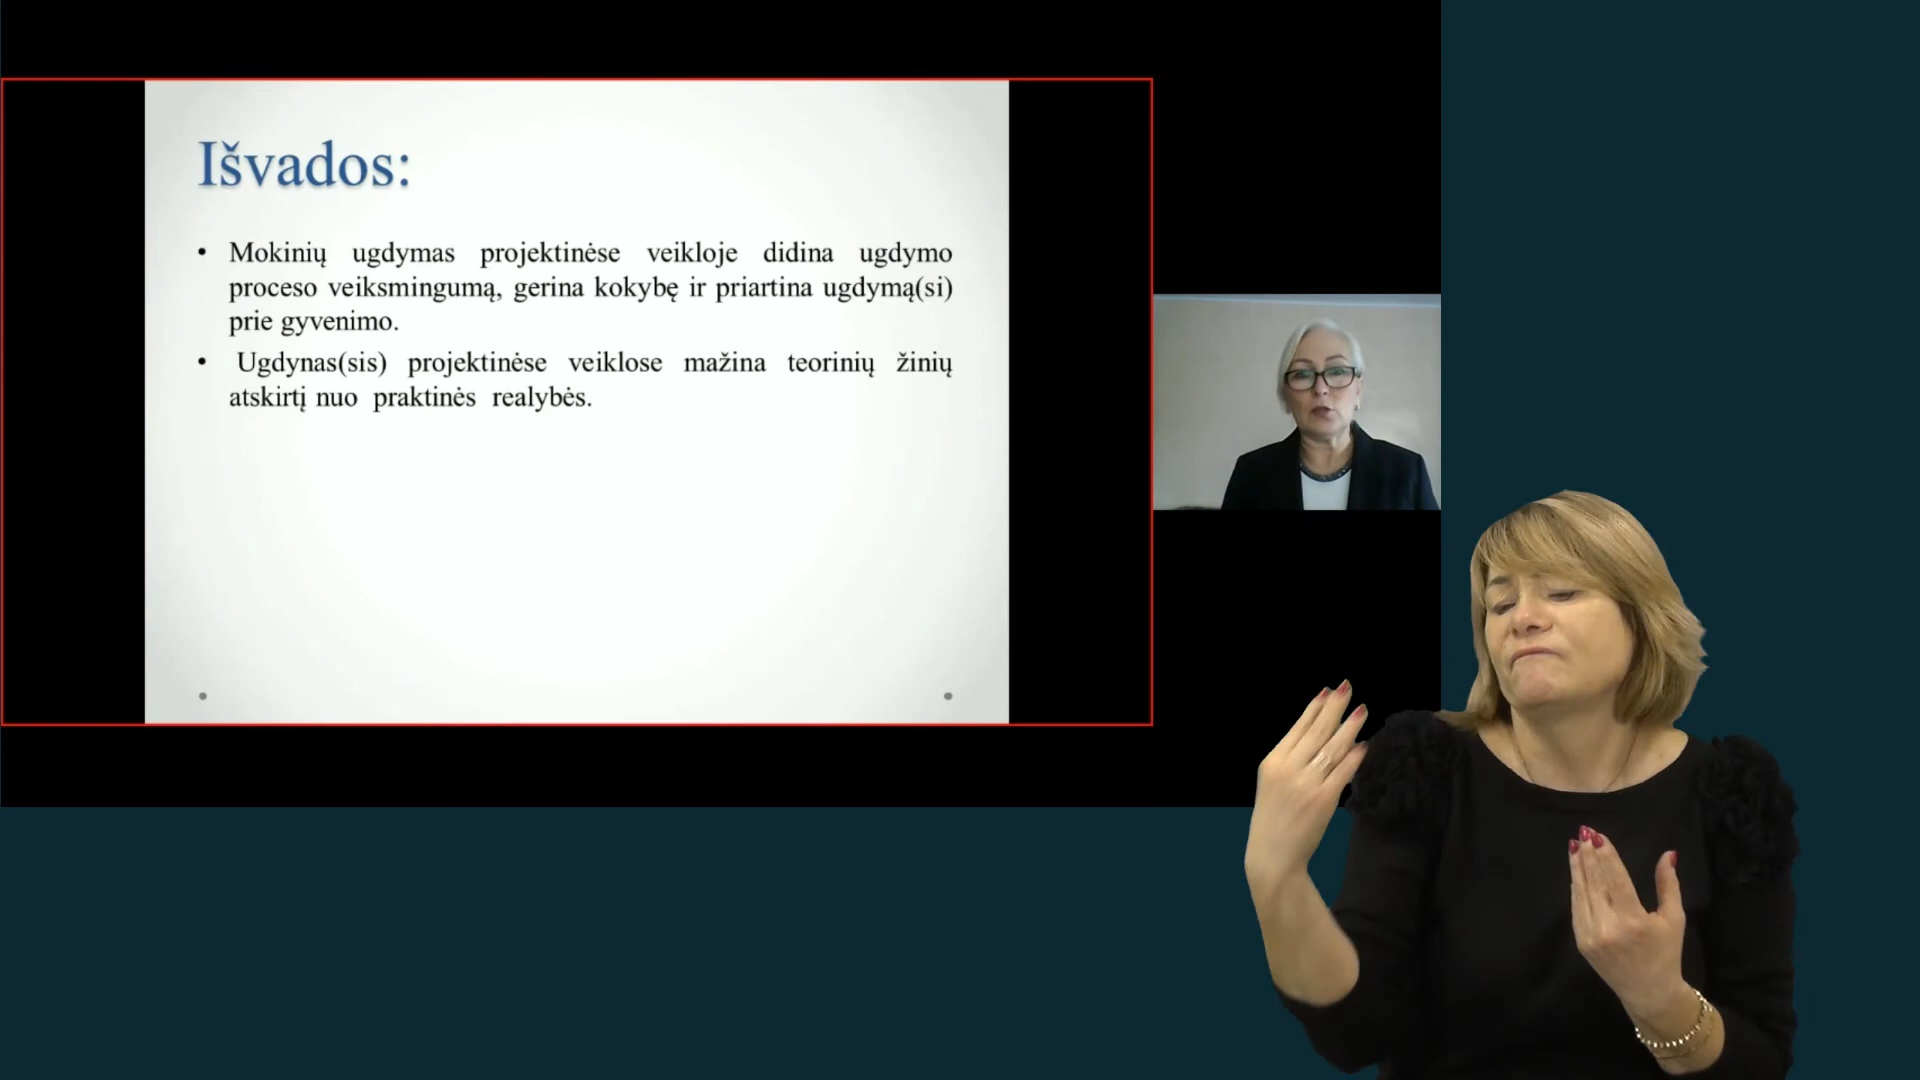 Išvados:
• Mokinių ugdymas projektinėse veikloje didina ugdymo
proceso veiksmingumą, gerina kokybę ir priartina ugdymą(si)
prie gyvenimo.
• Ugdynas(sis) projektinėse veiklose mažina teorinių žinių
atskirtį nuo praktinės realybės.